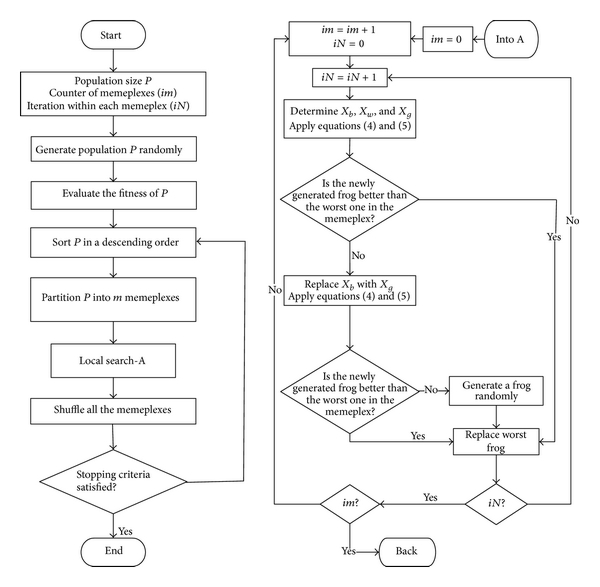 Start
Population size P
Counter of memeplexes (im)
Iteration within each memeplex (iN)
Generate population P randomly
Evaluate the fitness of P
Sort P in a descending order
Partition P into m memeplexes
Local search-A
Shuffle all the memeplexes
Stopping criteria
satisfied?
Yes
End
im = im + 1
iN = 0
im = 0
Into A
iN = iN + 1
Determine X_b, X_w, and X_g
Apply equations (4) and (5)
Is the newly
generated frog better than
the worst one in the
memeplex?
Yes
No
No
No
Replace X_b with X_g
Apply equations (4) and (5)
Is the newly
generated frog better than
the worst one in the
memeplex?
No
Generate a frog
randomly
Yes
Replace worst
frog
im?
Yes
iN?
Yes
Back